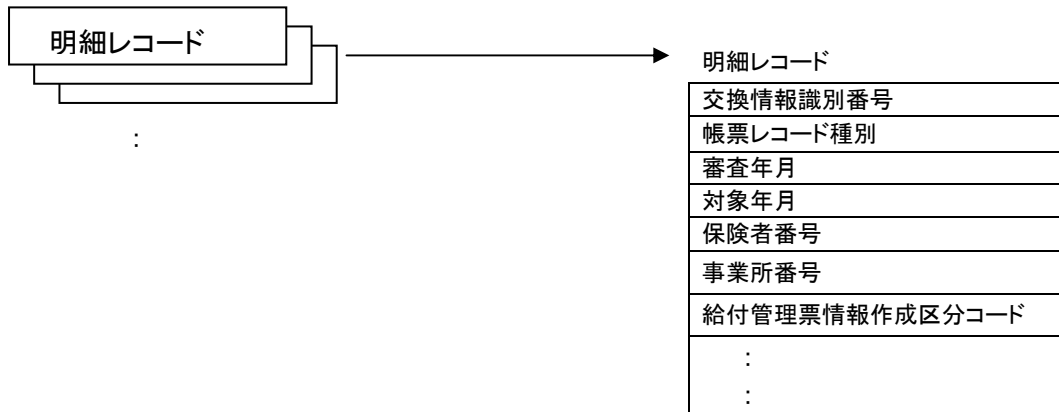 明細レコード
:
明細レコード
交換情報識別番号
帳票レコード種別
審査年月
対象年月
保険者番号
事業所番号
給付管理票情報作成区分コード
:
: